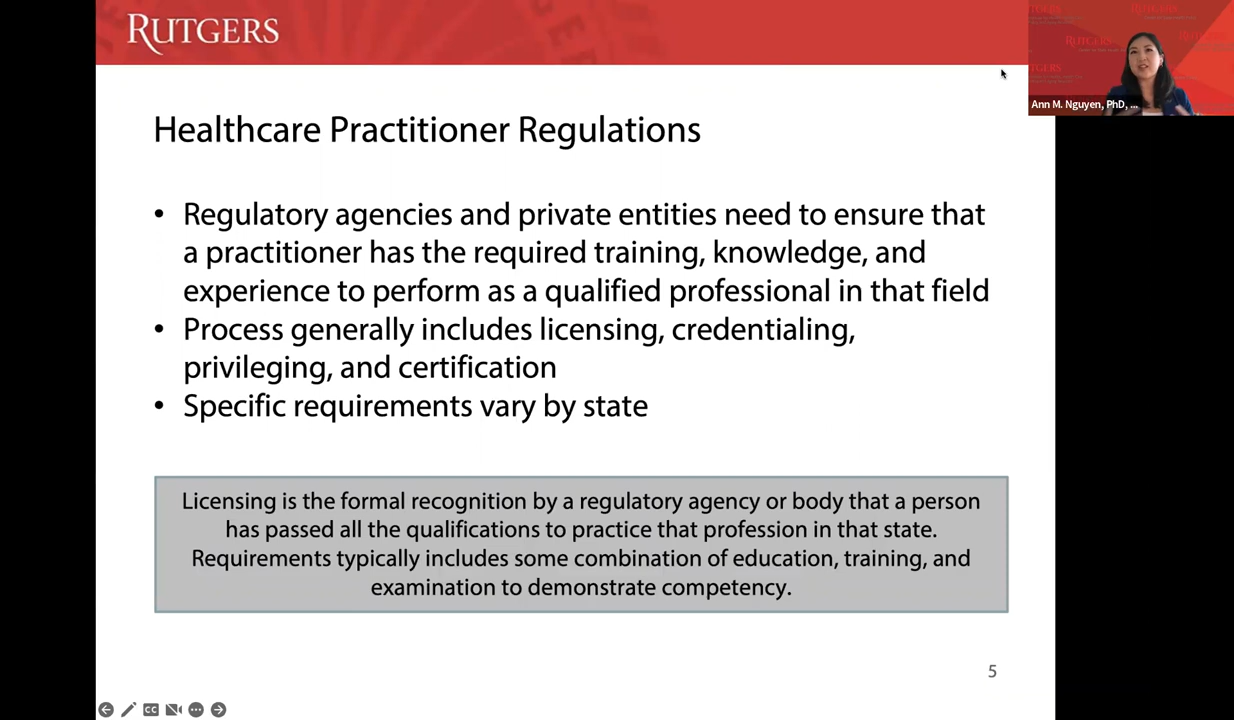 RUTGERS
Ann M. Nguyen, PhD, ...
Healthcare Practitioner Regulations
• Regulatory agencies and private entities need to ensure that
a practitioner has the required training, knowledge, and
experience to perform as a qualified professional in that field
• Process generally includes licensing, credentialing,
privileging, and certification
• Specific requirements vary by state
Licensing is the formal recognition by a regulatory agency or body that a person
has passed all the qualifications to practice that profession in that state.
Requirements typically includes some combination of education, training, and
examination to demonstrate competency.
5
CC